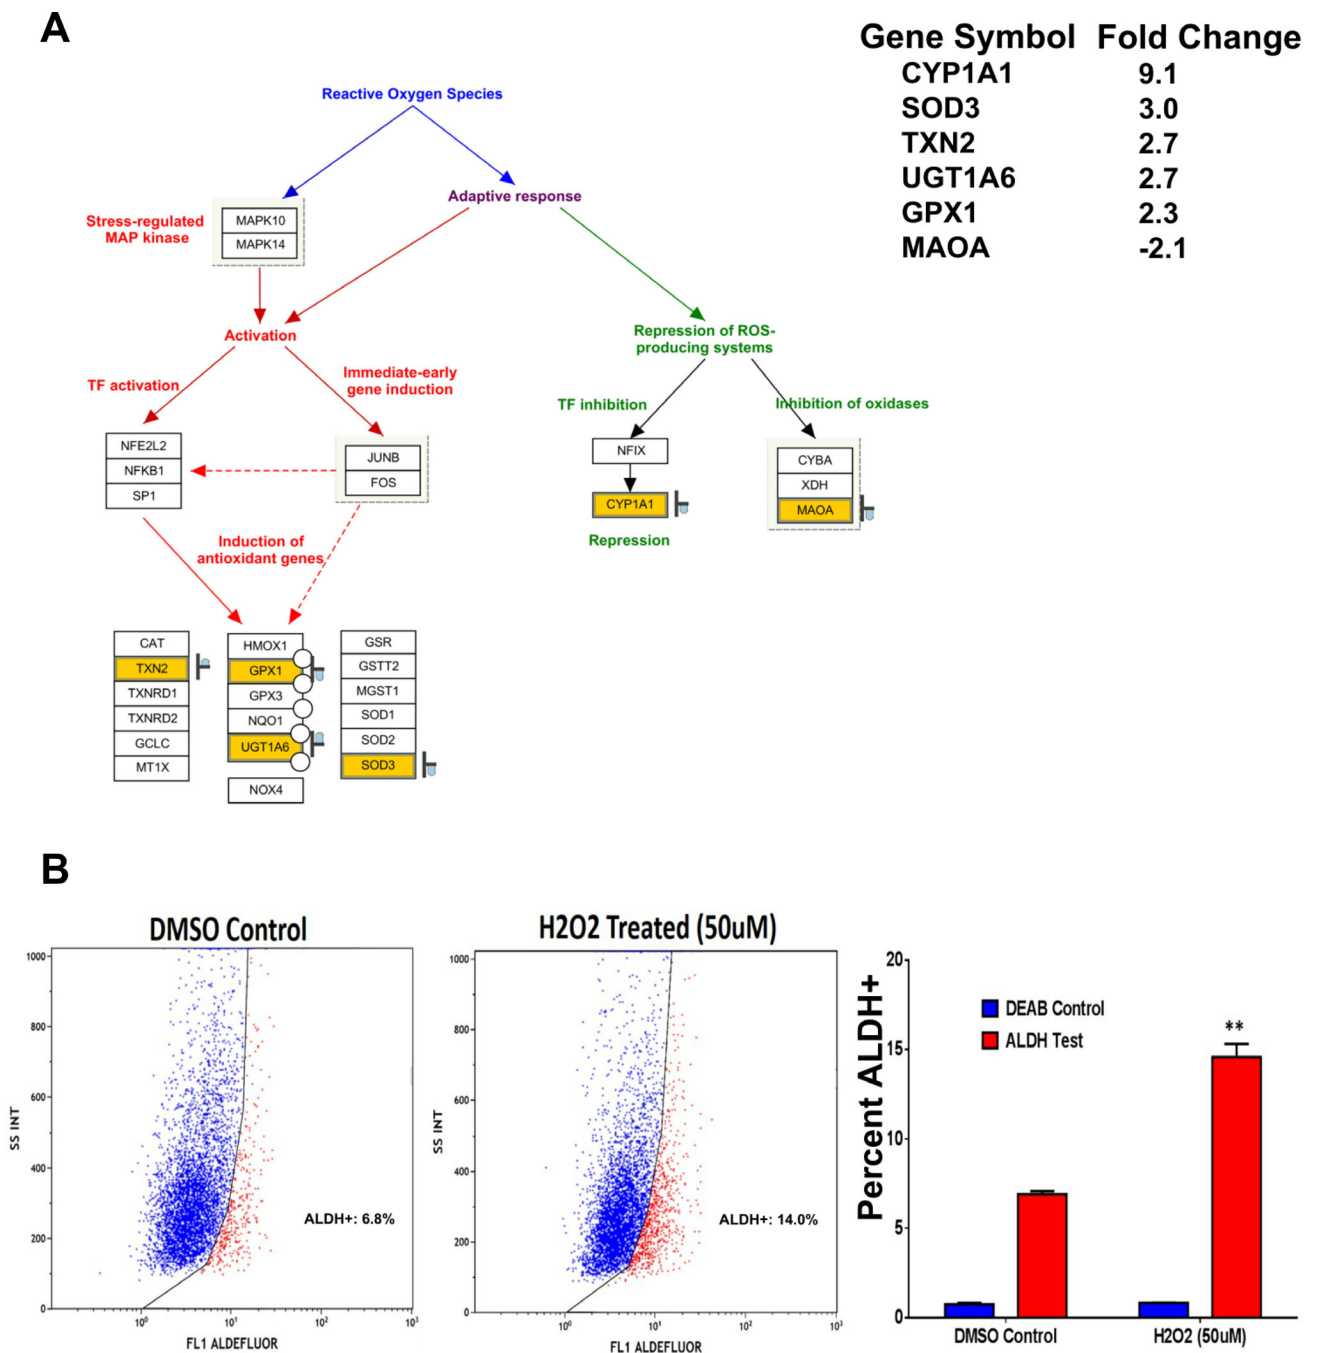 A
Gene Symbol Fold Change
CYP1A1 9.1
SOD3 3.0
TXN2 2.7
UGT1A6 2.7
GPX1 2.3
MAOA -2.1
Reactive Oxygen Species
Adaptive response
Stress-regulated
MAP kinase
MAPK10
MAPK14
Activation
Repression of ROS-
producing systems
TF activation
Immediate-early
gene induction
TF inhibition
Inhibition of oxidases
NFE2L2
NFKB1
SP1
JUNB
FOS
NFIX
CYP1A1
Repression
CYBA
XDH
MAOA
Induction of
antioxidant genes
CAT
TXN2
TXNRD1
TXNRD2
GCLC
MT1X
HMOX1
GPX1
GPX3
NQO1
UGT1A6
NOX4
GSR
GSTT2
MGST1
SOD1
SOD2
SOD3
B
DMSO Control
1000
800
600
400
200
0
SS INT
ALDH+: 6.8%
10⁰ 10¹ 10² 10³
FL1 ALDEFLUOR
H2O2 Treated (50uM)
1000
800
600
400
200
0
SS INT
ALDH+: 14.0%
10⁰ 10¹ 10² 10³
FL1 ALDEFLUOR
Percent ALDH+
20
15
10
5
0
DEAB Control
ALDH Test
**
DMSO Control H2O2 (50uM)